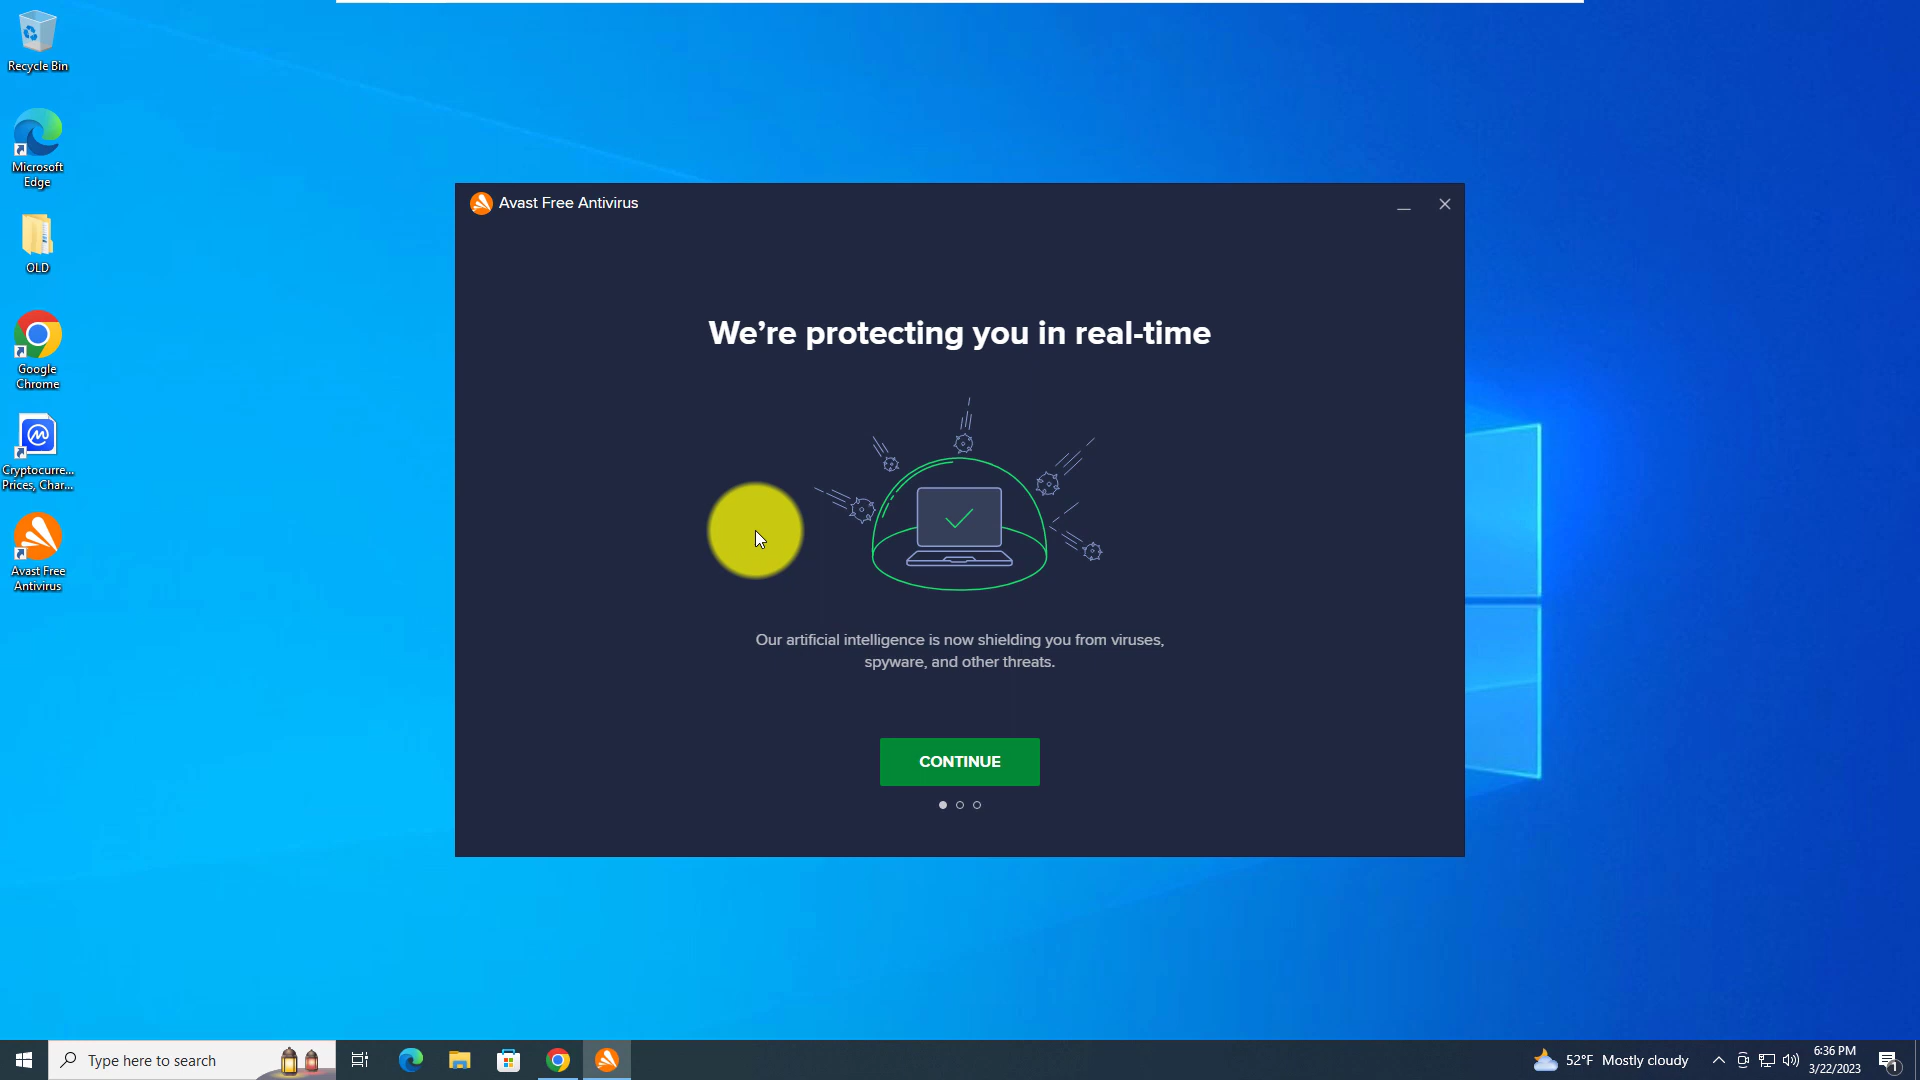 Recycle Bin
Microsoft
Edge
OLD
Google
Chrome
Cryptocurre...
Prices, Char...
Avast Free
Antivirus
Avast Free Antivirus
We're protecting you in real-time
Our artificial intelligence is now shielding you from viruses,
spyware, and other threats.
CONTINUE
Type here to search
52°F Mostly cloudy
6:36 PM
3/22/2023
1